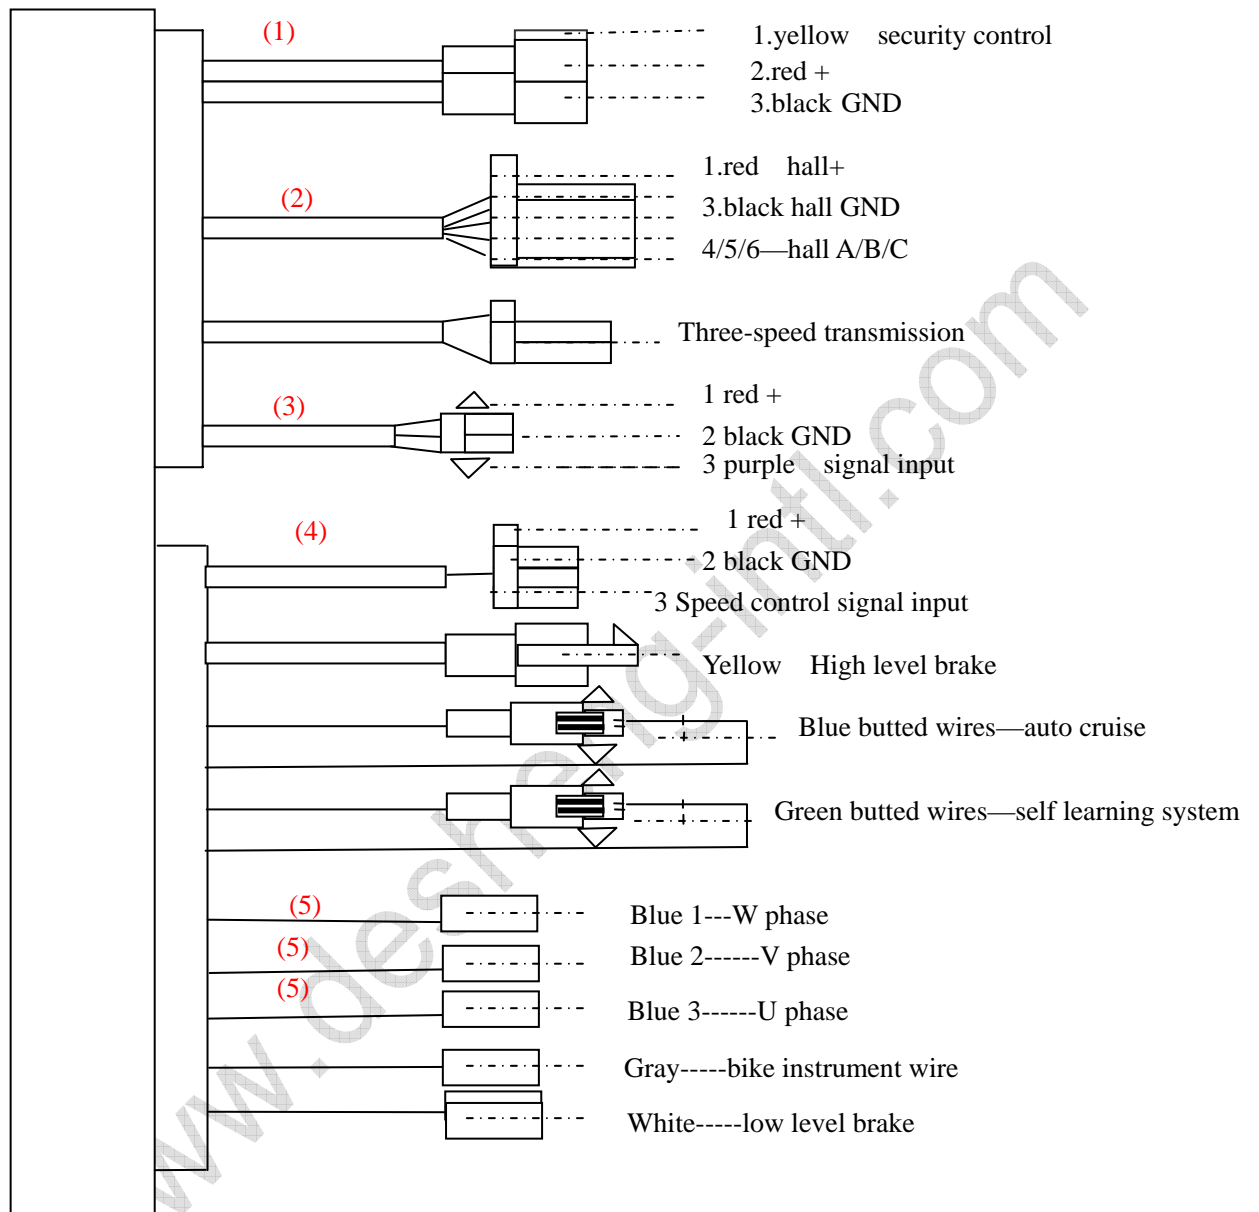 (1)
1.yellow security control
2.red +
3.black GND
(2)
1.red hall+
3.black hall GND
4/5/6—hall A/B/C
Three-speed transmission
(3)
1 red +
2 black GND
3 purple signal input
(4)
1 red +
2 black GND
3 Speed control signal input
Yellow High level brake
Blue butted wires—auto cruise
Green butted wires—self learning system
(5)
Blue 1---W phase
(5)
Blue 2------V phase
(5)
Blue 3------U phase
Gray-----bike instrument wire
White-----low level brake
www.desheng-intl.com